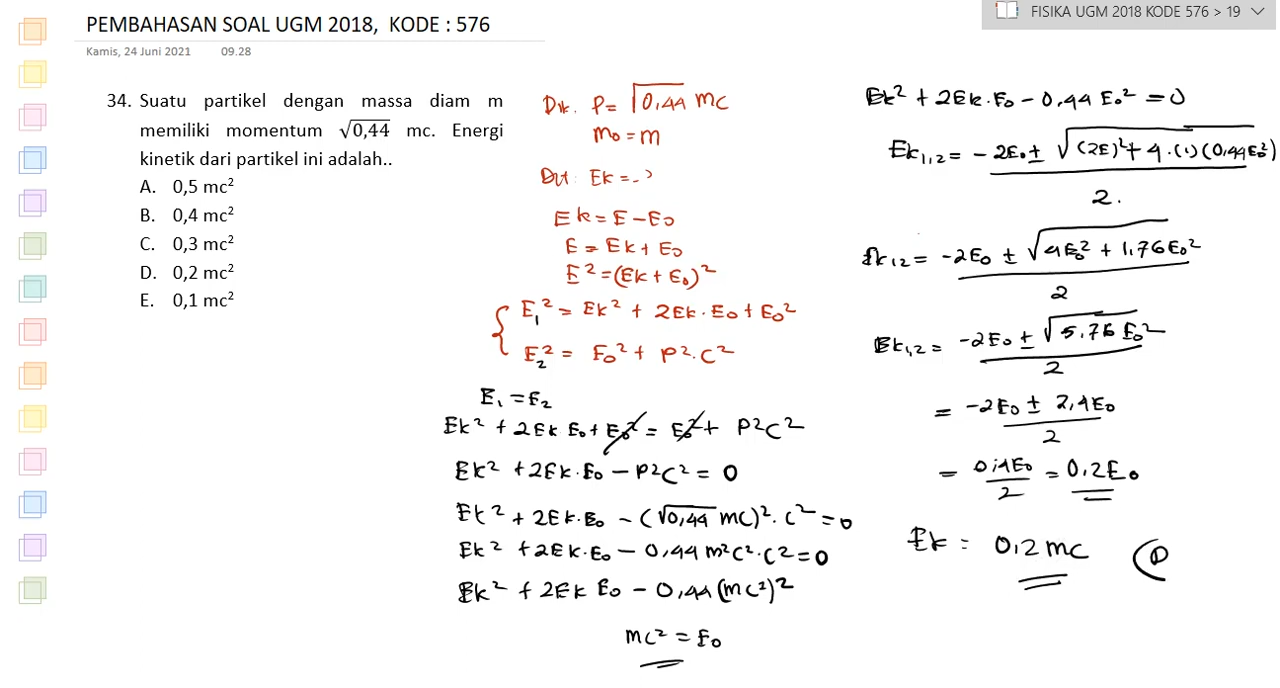 PEMBAHASAN SOAL UGM 2018, KODE : 576
FISIKA UGM 2018 KODE 576 > 19
Kamis, 24 Juni 2021 09.28
34. Suatu partikel dengan massa diam m
memiliki momentum √0,44 mc. Energi
kinetik dari partikel ini adalah..
A. 0,5 mc²
B. 0,4 mc²
C. 0,3 mc²
D. 0,2 mc²
E. 0,1 mc²
Dik. P = √0,44 mc
m₀ = m
Dit: Ek = ..?
Ek = E - E₀
E = Ek + E₀
E² = (Ek + E₀)²
E₁² = Ek² + 2Ek.E₀ + E₀²
E₂² = E₀² + P².C²
E₁ = E₂
Ek² + 2Ek E₀ + E₀² = E₀² + P²C²
Ek² + 2Ek.E₀ - P²C² = 0
Ek² + 2Ek.E₀ - (√0,44 mc)².c² = 0
Ek² + 2Ek.E₀ - 0,44 m²c².c² = 0
Ek² + 2Ek E₀ - 0,44 (mc²)²
mc² = E₀
Ek² + 2Ek.E₀ - 0,44 E₀² = 0
Ek₁,₂ = -2E₀ ± √(2E)² + 4.(1)(0,44E₀²)
2.
Ek₁₂ = -2E₀ ± √4E₀² + 1,76E₀²
2
Ek₁,₂ = -2E₀ ± √5,76 E₀²
2
= -2E₀ ± 2,4E₀
2
= 0,4E₀ = 0,2E₀
2
Ek = 0,2 mc (D